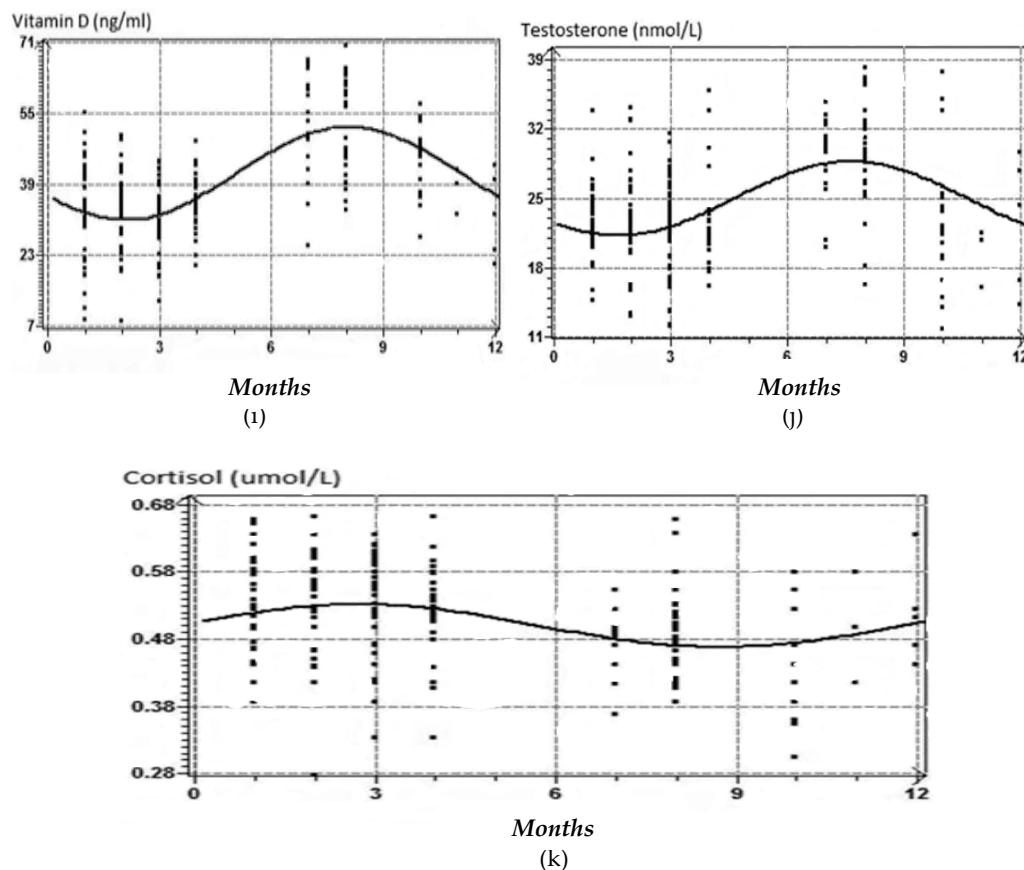 Vitamin D (ng/ml)
71
55
39
23
7
0 3 6 9 12
Months
(ı)
Testosterone (nmol/L)
39
32
25
18
11
0 3 6 9 12
Months
(ȷ)
Cortisol (umol/L)
0.68
0.58
0.48
0.38
0.28
0 3 6 9 12
Months
(k)